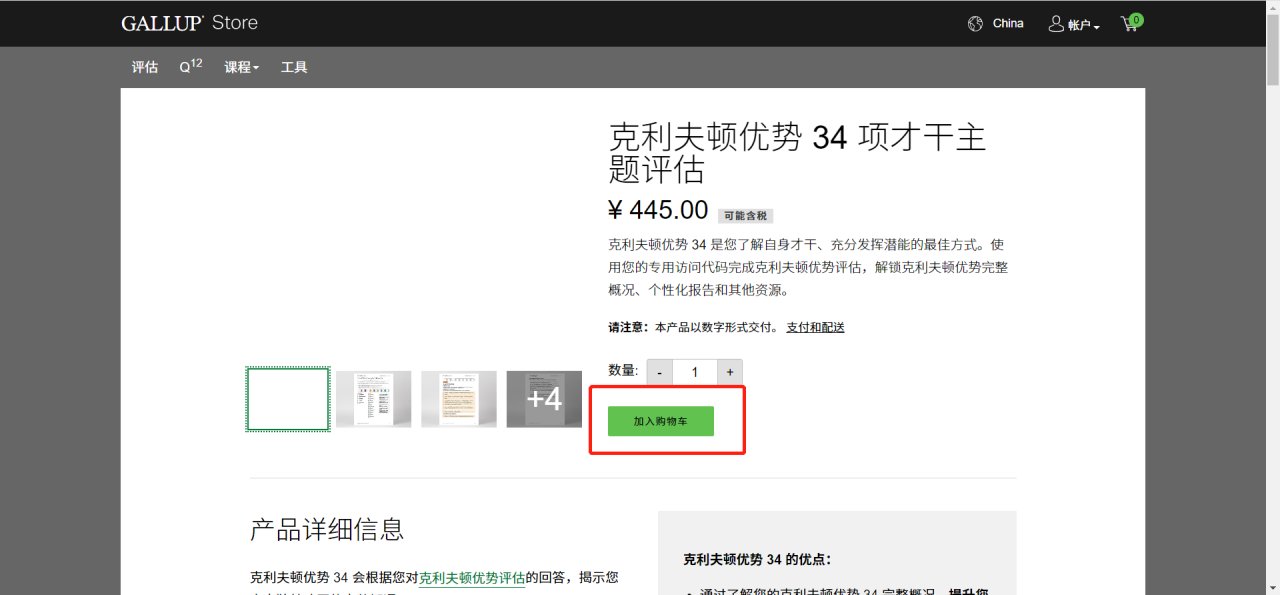 GALLUP® Store
China
帐户
0
评估 Q12 课程 工具
克利夫顿优势 34 项才干主
题评估
¥ 445.00 可能含税
克利夫顿优势 34 是您了解自身才干、充分发挥潜能的最佳方式。使
用您的专用访问代码完成克利夫顿优势评估，解锁克利夫顿优势完整
概况、个性化报告和其他资源。
请注意：本产品以数字形式交付。 支付和配送
数量: - 1 +
+4
加入购物车
产品详细信息
克利夫顿优势 34 会根据您对克利夫顿优势评估的回答，揭示您
克利夫顿优势 34 的优点：
• 通过了解您的克利夫顿优势 34 完整概况，提升您